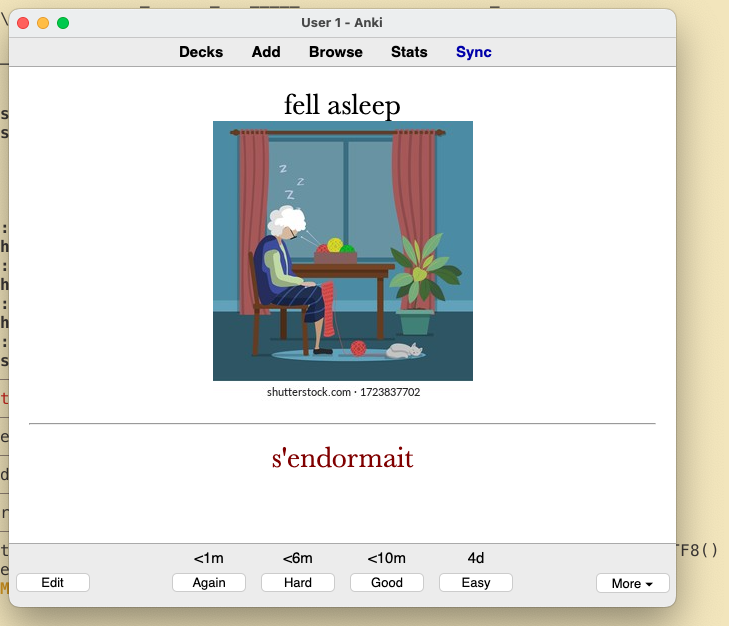 User 1 - Anki
Decks Add Browse Stats Sync
fell asleep
z
z
z
shutterstock.com · 1723837702
s'endormait
<1m <6m <10m 4d
Edit Again Hard Good Easy More
TF8()